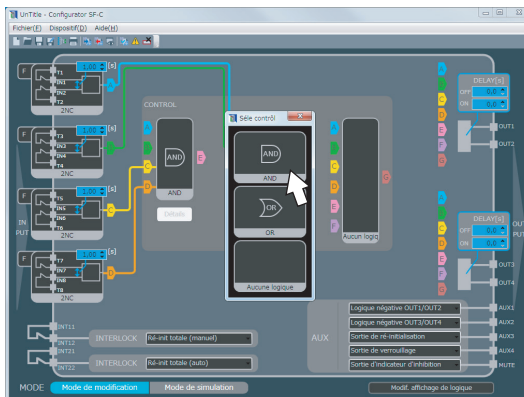 UnTitle - Configurator SF-C
Fichier(F) Dispositif(D) Aide(H)
F T1 IN1 IN2 T2 1,00 [s] A
2NC
F T3 IN3 IN4 T4 1,00 [s] B
2NC
F T5 IN5 IN6 T6 1,00 [s] C
2NC
F T7 IN7 IN8 T8 1,00 [s] D
2NC
IN
PUT
CONTROL
A
B
C
D
E
AND
AND
Détails
Séle contrôl
AND
AND
OR
OR
Aucune logique
A
B
C
D
E
F
G
Aucun logiq
A
B
C
D
E
F
G
DELAY[s]
OFF 0,0
ON 0,0
OUT1
OUT2
A
B
C
D
E
F
G
DELAY[s]
OFF 0,0
ON 0,0
OUT3
OUT4
OU
PUT
INT11
INT12
INTERLOCK Ré-init totale (manuel)
INT21
INT22
INTERLOCK Ré-init totale (auto)
AUX
Logique négative OUT1/OUT2 AUX1
Logique négative OUT3/OUT4 AUX2
Sortie de ré-initialisation AUX3
Sortie de verrouillage AUX4
Sortie d'indicateur d'inhibition MUTE
MODE Mode de modification Mode de simulation Modif. affichage de logique